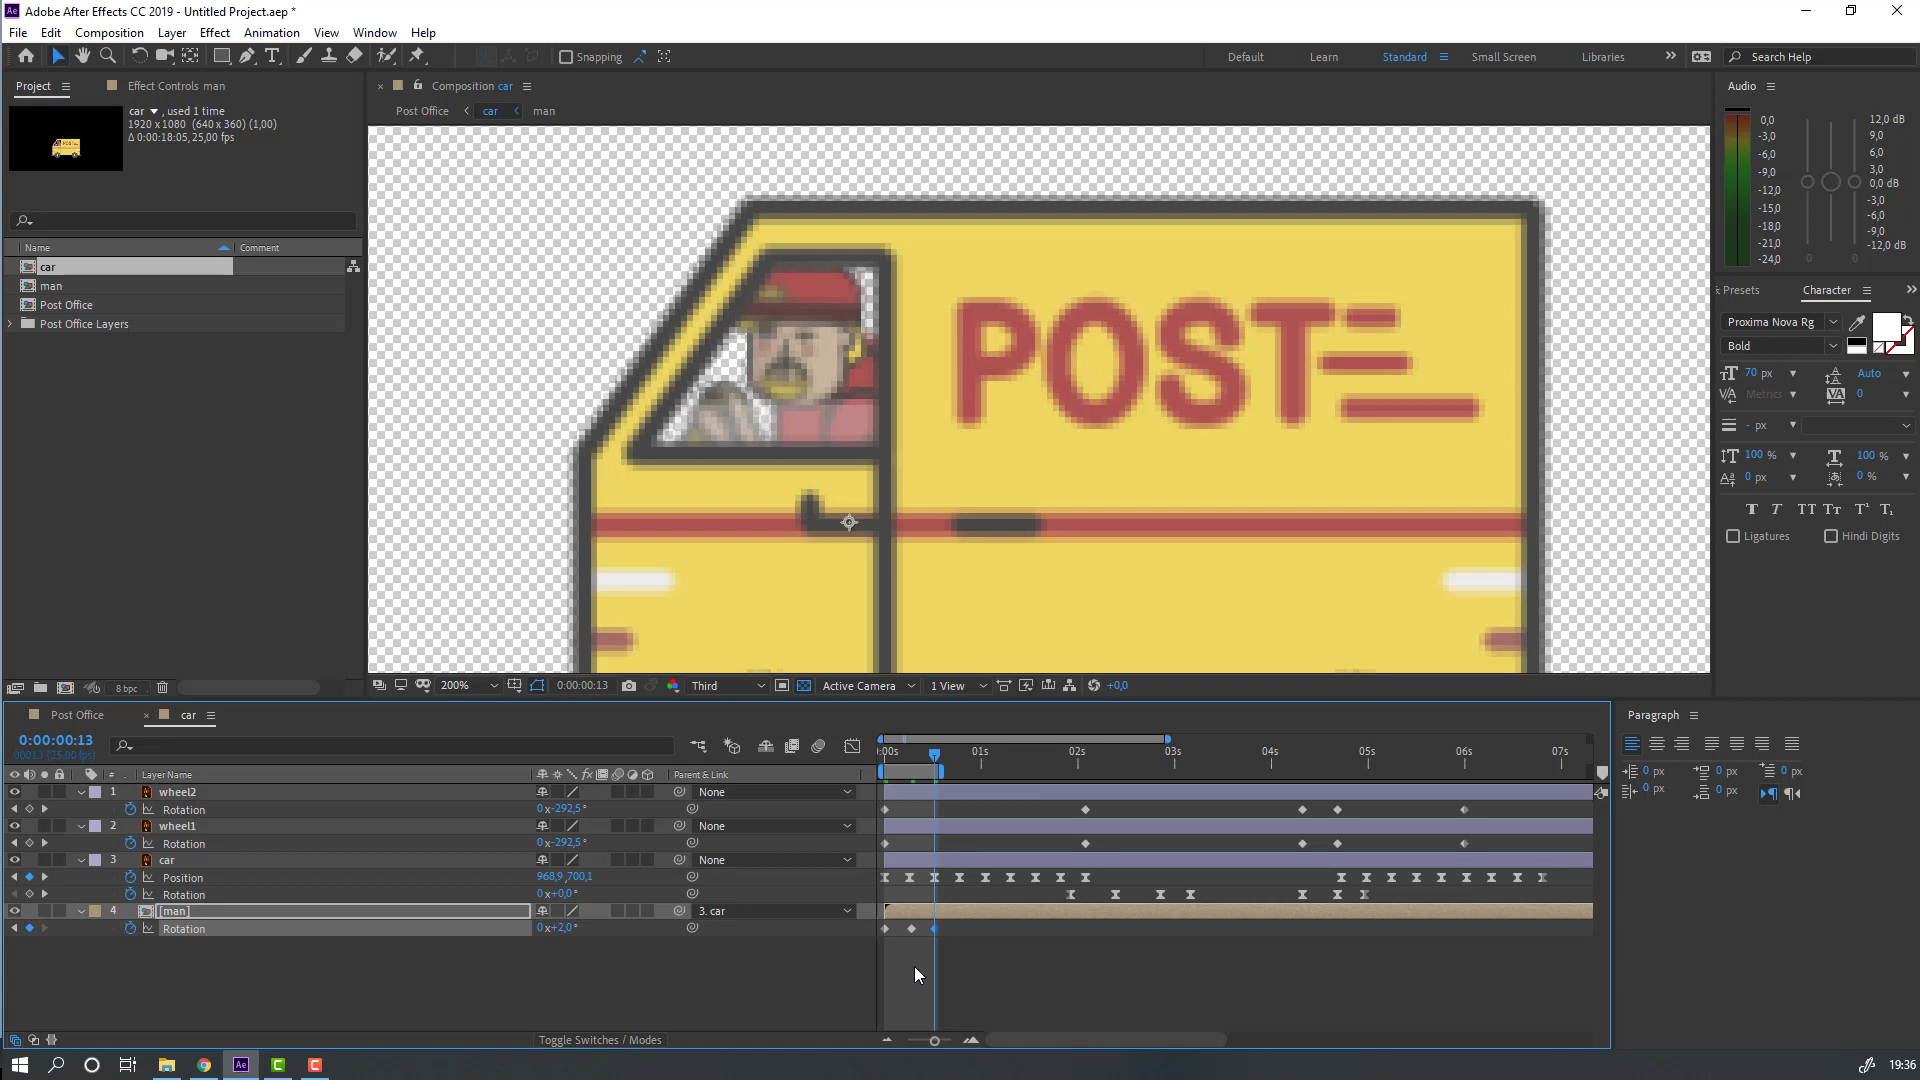 Adobe After Effects CC 2019 - Untitled Project.aep *
File Edit Composition Layer Effect Animation View Window Help
Snapping
Default Learn Standard Small Screen Libraries Search Help
Project Effect Controls man
car , used 1 time
1920 x 1080 (640 x 360) (1,00)
Δ 0:00:18:05, 25,00 fps
Name Comment
car
man
Post Office
Post Office Layers
8 bpc
Composition car
Post Office car man
POST
200% 0:00:00:13 Third Active Camera 1 View +0,0
Audio
0,0 12,0 dB
-3,0 9,0
-6,0 6,0
-9,0 3,0
-12,0 0,0 dB
-15,0 -3,0
-18,0 -6,0
-21,0 -9,0
-24,0 -12,0 dB
0 0
Presets Character
Proxima Nova Rg
Bold
70 px Auto
Metrics 0
- px
100 % 100 %
0 px 0 %
Ligatures Hindi Digits
Paragraph
0 px 0 px 0 px
0 px 0 px
Post Office car
0:00:00:13
00013 (25.00 fps)
:00s 01s 02s 03s 04s 05s 06s 07s
# Layer Name Parent & Link
1 wheel2 None
Rotation 0x-292,5°
2 wheel1 None
Rotation 0x-292,5°
3 car None
Position 968,9,700,1
Rotation 0x+0,0°
4 [man] 3. car
Rotation 0x+2,0°
Toggle Switches / Modes
19:36